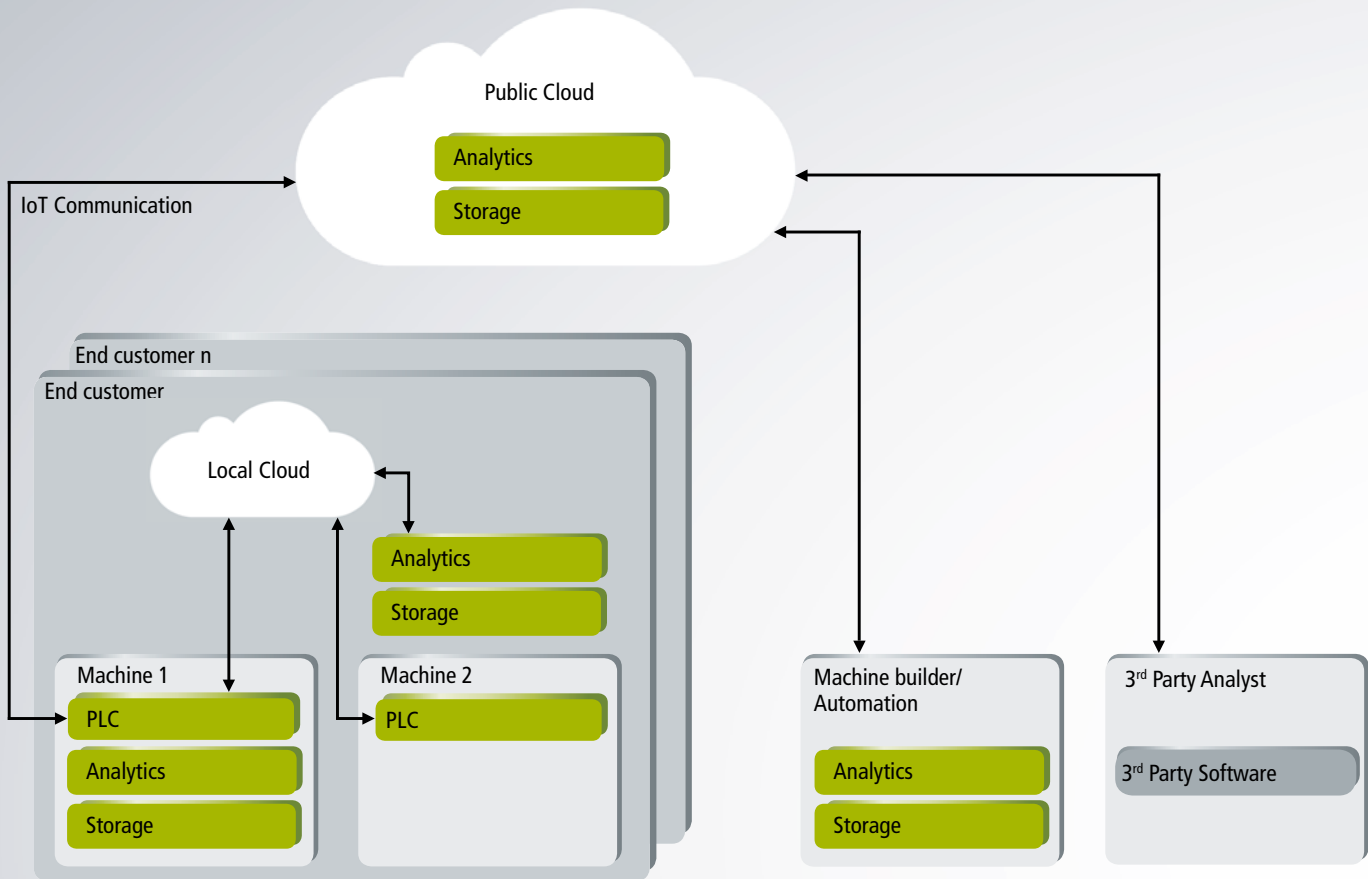 Public Cloud
Analytics
Storage
IoT Communication
End customer n
End customer
Local Cloud
Analytics
Storage
Machine 1
PLC
Analytics
Storage
Machine 2
PLC
Machine builder/
Automation
Analytics
Storage
3rd Party Analyst
3rd Party Software